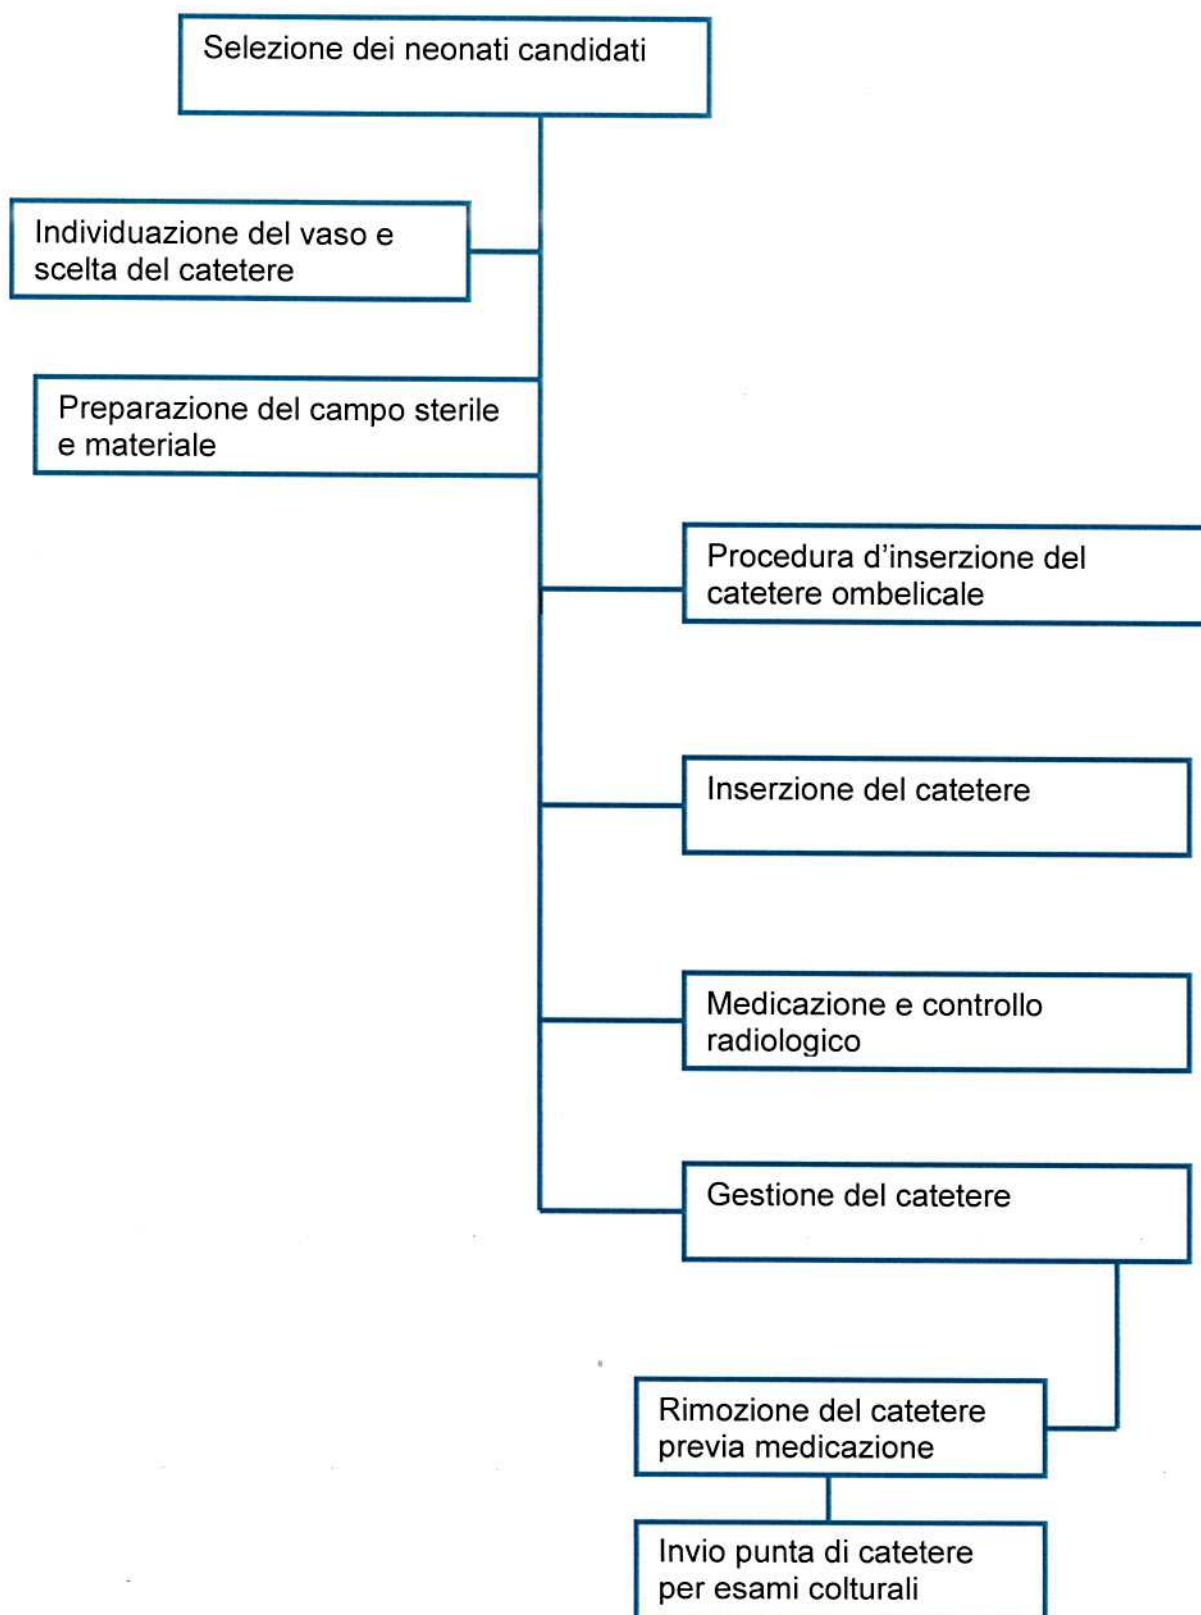 Selezione dei neonati candidati
Individuazione del vaso e
scelta del catetere
Preparazione del campo sterile
e materiale
Procedura d'inserzione del
catetere ombelicale
Inserzione del catetere
Medicazione e controllo
radiologico
Gestione del catetere
Rimozione del catetere
previa medicazione
Invio punta di catetere
per esami colturali